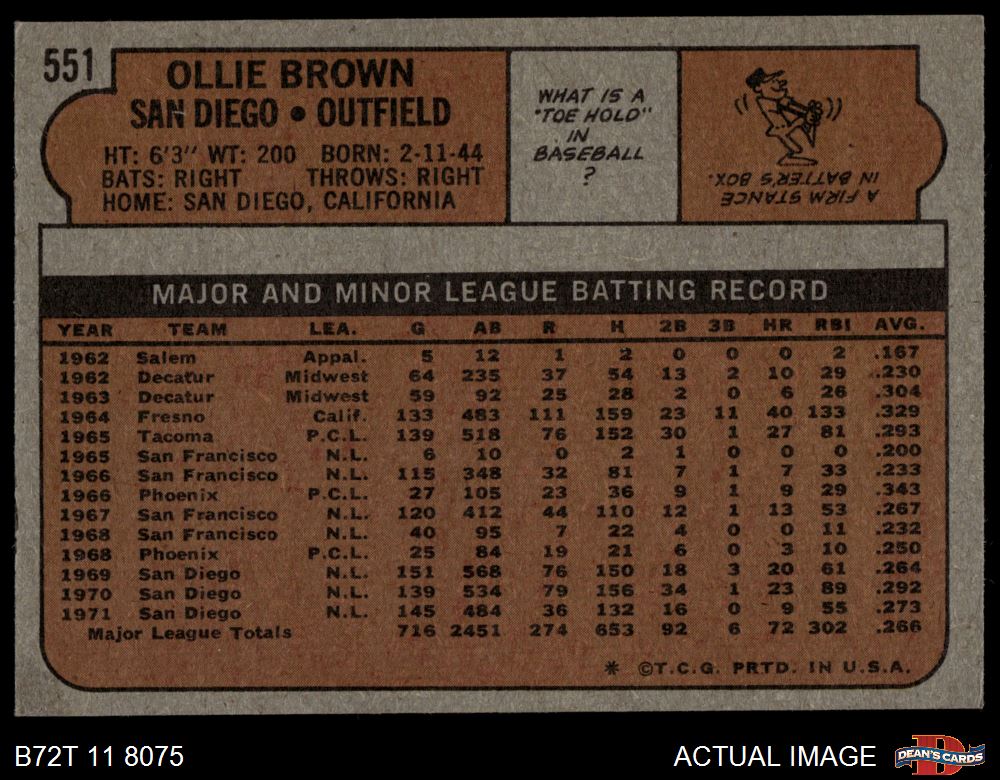 551
OLLIE BROWN
SAN DIEGO • OUTFIELD
HT: 6'3" WT: 200 BORN: 2-11-44
BATS: RIGHT THROWS: RIGHT
HOME: SAN DIEGO, CALIFORNIA
WHAT IS A
"TOE HOLD"
IN
BASEBALL
?
A FIRM STANCE
IN BATTER'S BOX.
MAJOR AND MINOR LEAGUE BATTING RECORD
YEAR TEAM LEA. G AB R H 2B 3B HR RBI AVG.
1962 Salem Appal. 5 12 1 2 0 0 0 2 .167
1962 Decatur Midwest 64 235 37 54 13 2 10 29 .230
1963 Decatur Midwest 59 92 25 28 2 0 6 26 .304
1964 Fresno Calif. 133 483 111 159 23 11 40 133 .329
1965 Tacoma P.C.L. 139 518 76 152 30 1 27 81 .293
1965 San Francisco N.L. 6 10 0 2 1 0 0 0 .200
1966 San Francisco N.L. 115 348 32 81 7 1 7 33 .233
1966 Phoenix P.C.L. 27 105 23 36 9 1 9 29 .343
1967 San Francisco N.L. 120 412 44 110 12 1 13 53 .267
1968 San Francisco N.L. 40 95 7 22 4 0 0 11 .232
1968 Phoenix P.C.L. 25 84 19 21 6 0 3 10 .250
1969 San Diego N.L. 151 568 76 150 18 3 20 61 .264
1970 San Diego N.L. 139 534 79 156 34 1 23 89 .292
1971 San Diego N.L. 145 484 36 132 16 0 9 55 .273
Major League Totals 716 2451 274 653 92 6 72 302 .266
* ©T.C.G. PRTD. IN U.S.A.
B72T 11 8075
ACTUAL IMAGE
D
DEAN'S CARDS